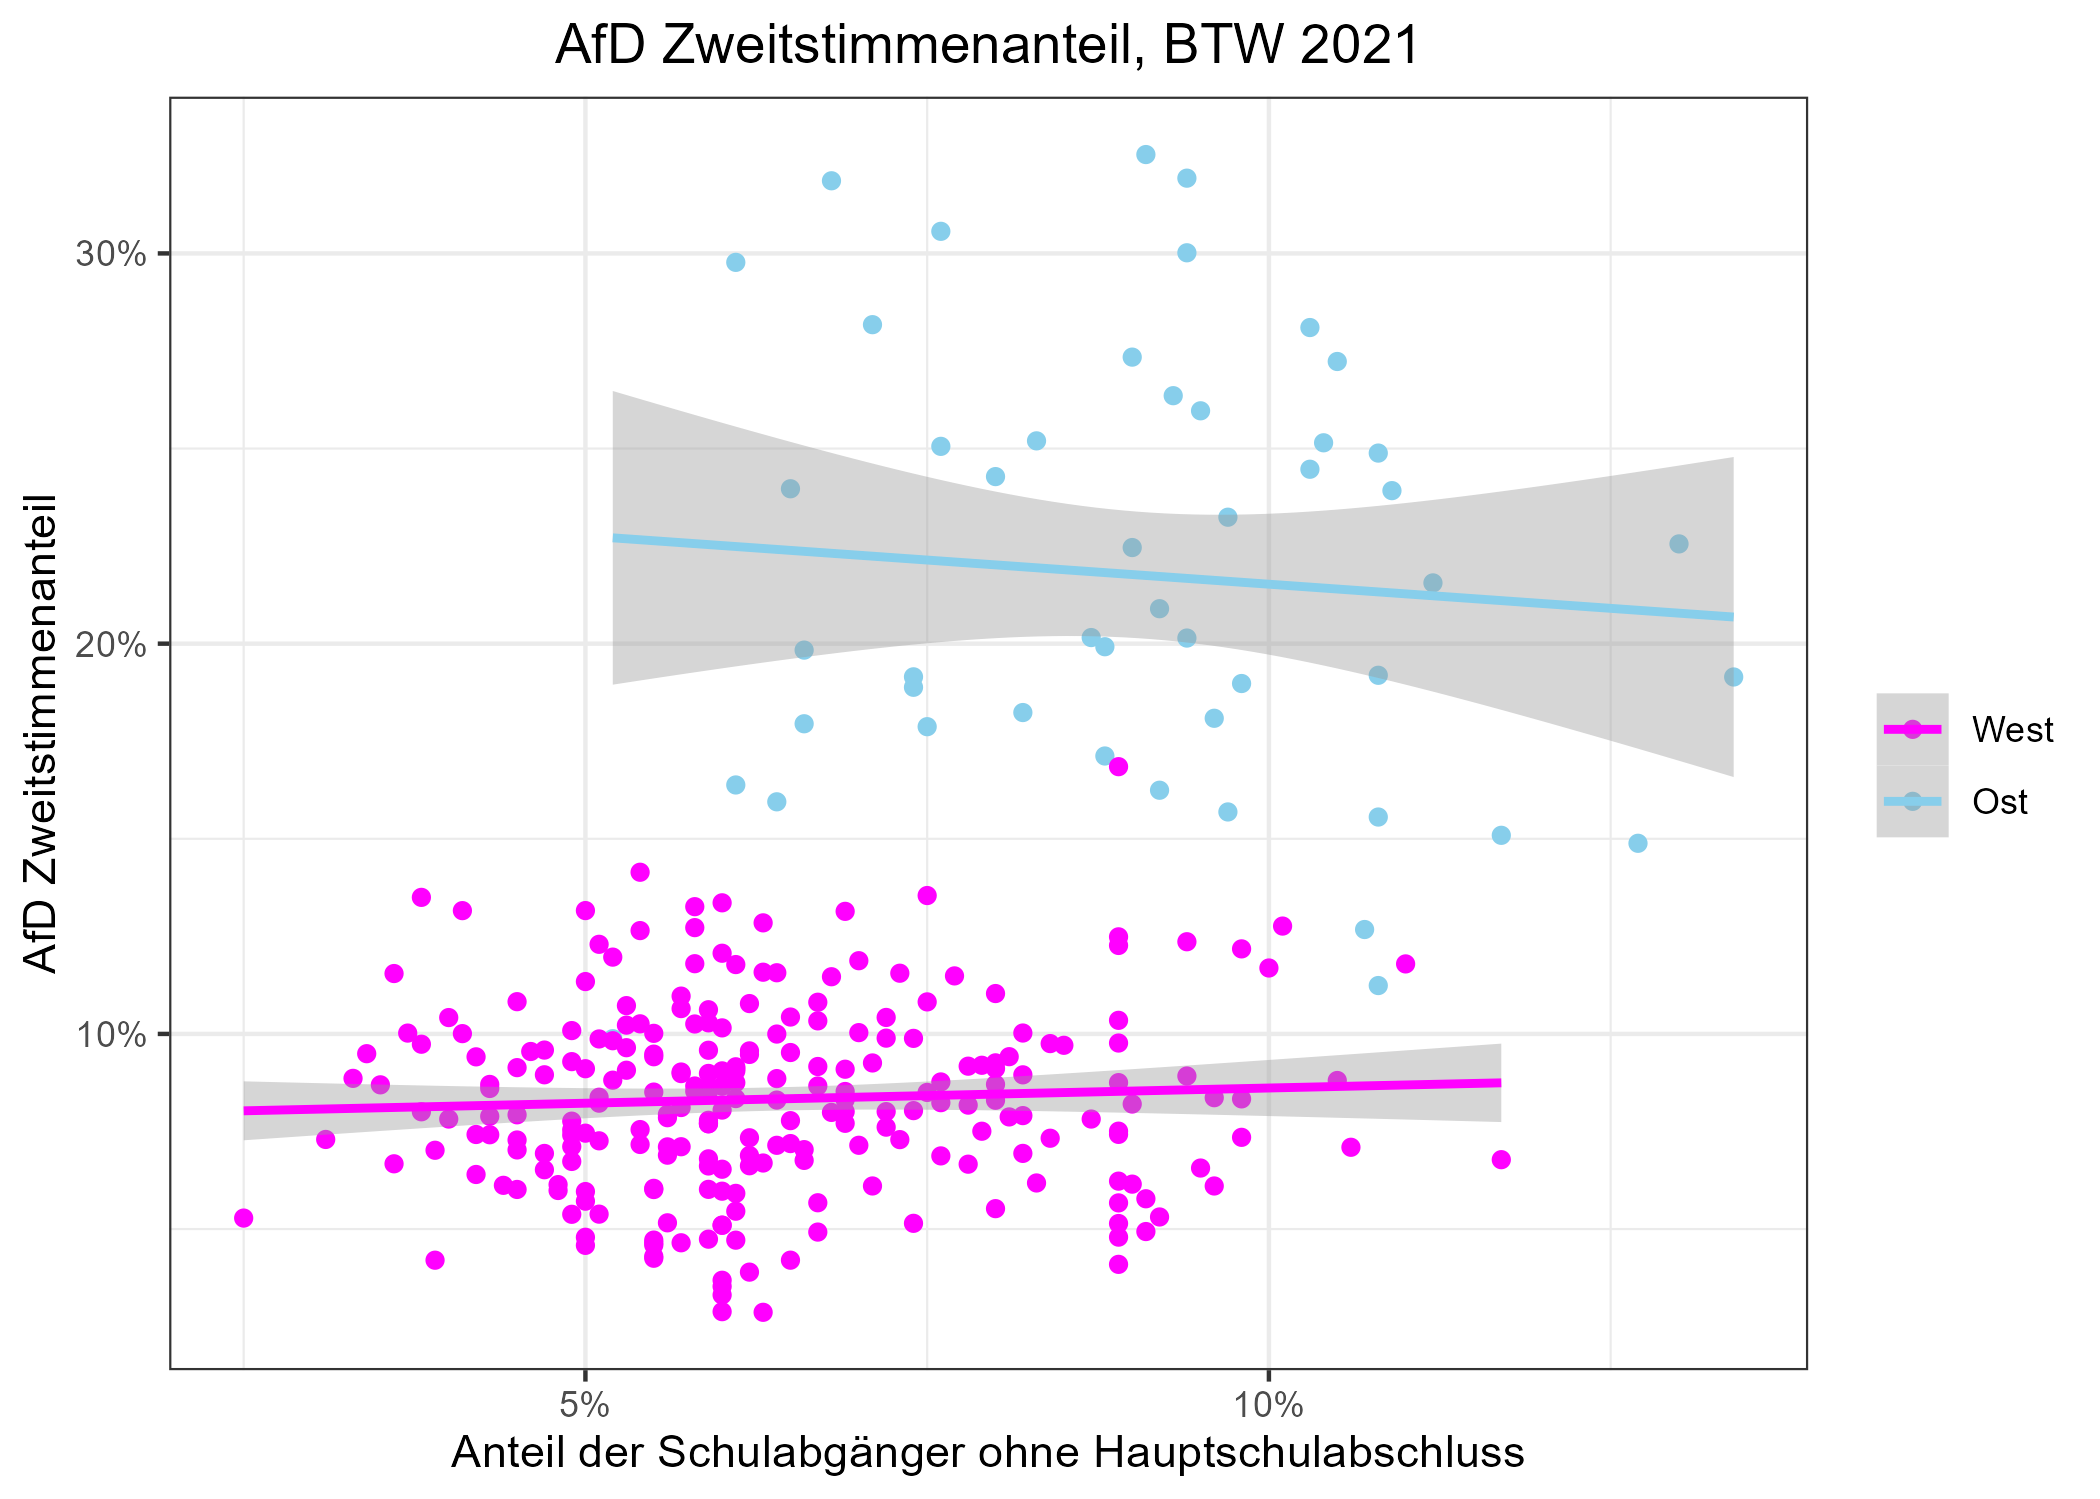 AfD Zweitstimmenanteil, BTW 2021
AfD Zweitstimmenanteil
30%
20%
10%
5%
10%
Anteil der Schulabgänger ohne Hauptschulabschluss
West
Ost